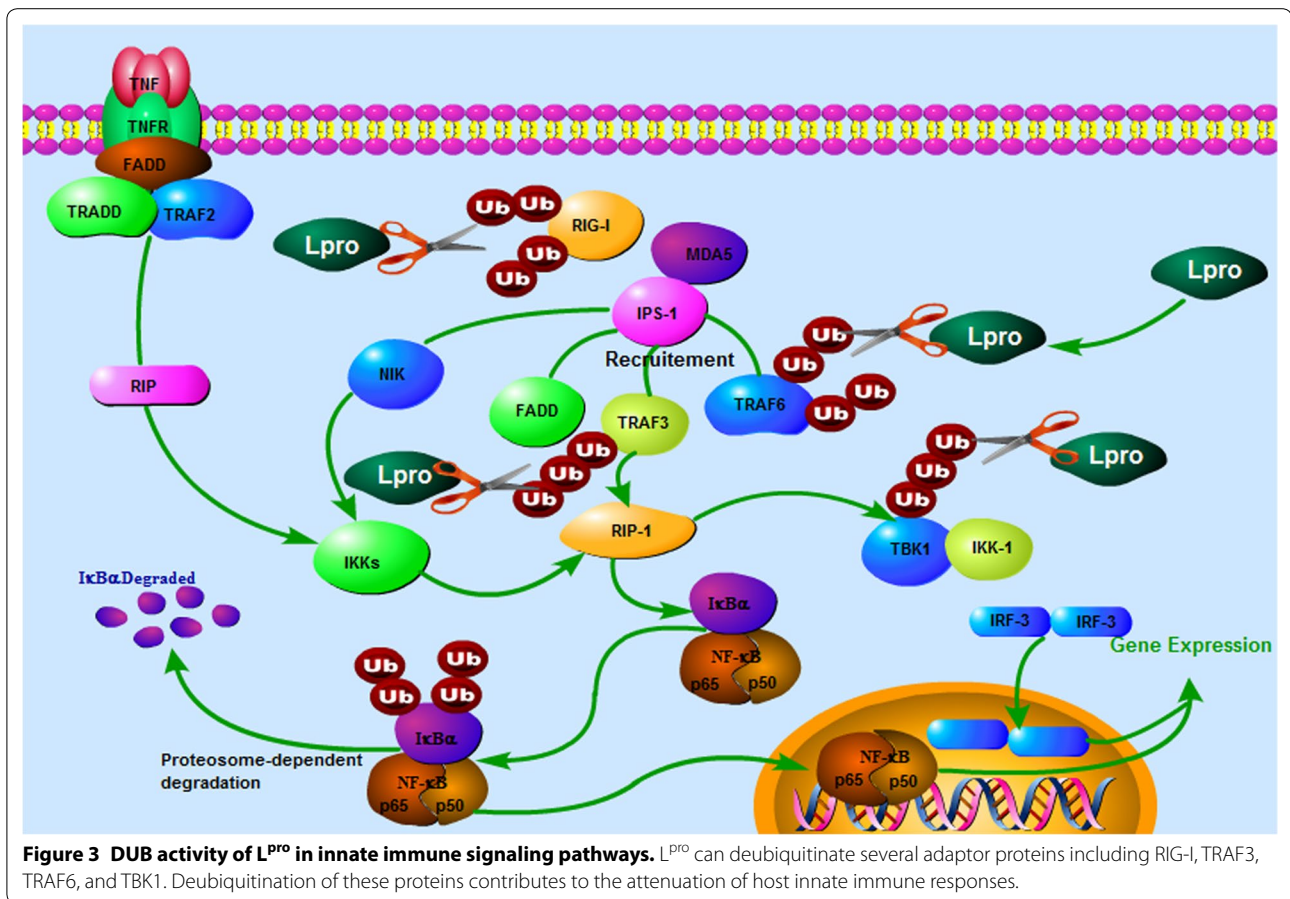 TNF
TNFR
FADD
TRADD
TRAF2
Lpro
Ub Ub
RIG-I
Ub
Ub
MDA5
Lpro
IPS-1
Recruitement
Ub
Lpro
Ub
NIK
RIP
FADD
TRAF3
TRAF6
Ub
Ub
Lpro
Ub
Ub
Ub
Ub
Lpro
Ub
Ub
RIP-1
TBK1
IKK-1
IKKs
IκBαDegraded
IκBα
NF-κB
p65 p50
IRF-3
IRF-3
Gene Expression
Ub
Ub
Ub
Ub
IκBα
NF-κB
p65 p50
Proteosome-dependent
degradation
NF-κB
p65 p50
Figure 3 DUB activity of Lpro in innate immune signaling pathways. Lpro can deubiquitinate several adaptor proteins including RIG-I, TRAF3,
TRAF6, and TBK1. Deubiquitination of these proteins contributes to the attenuation of host innate immune responses.